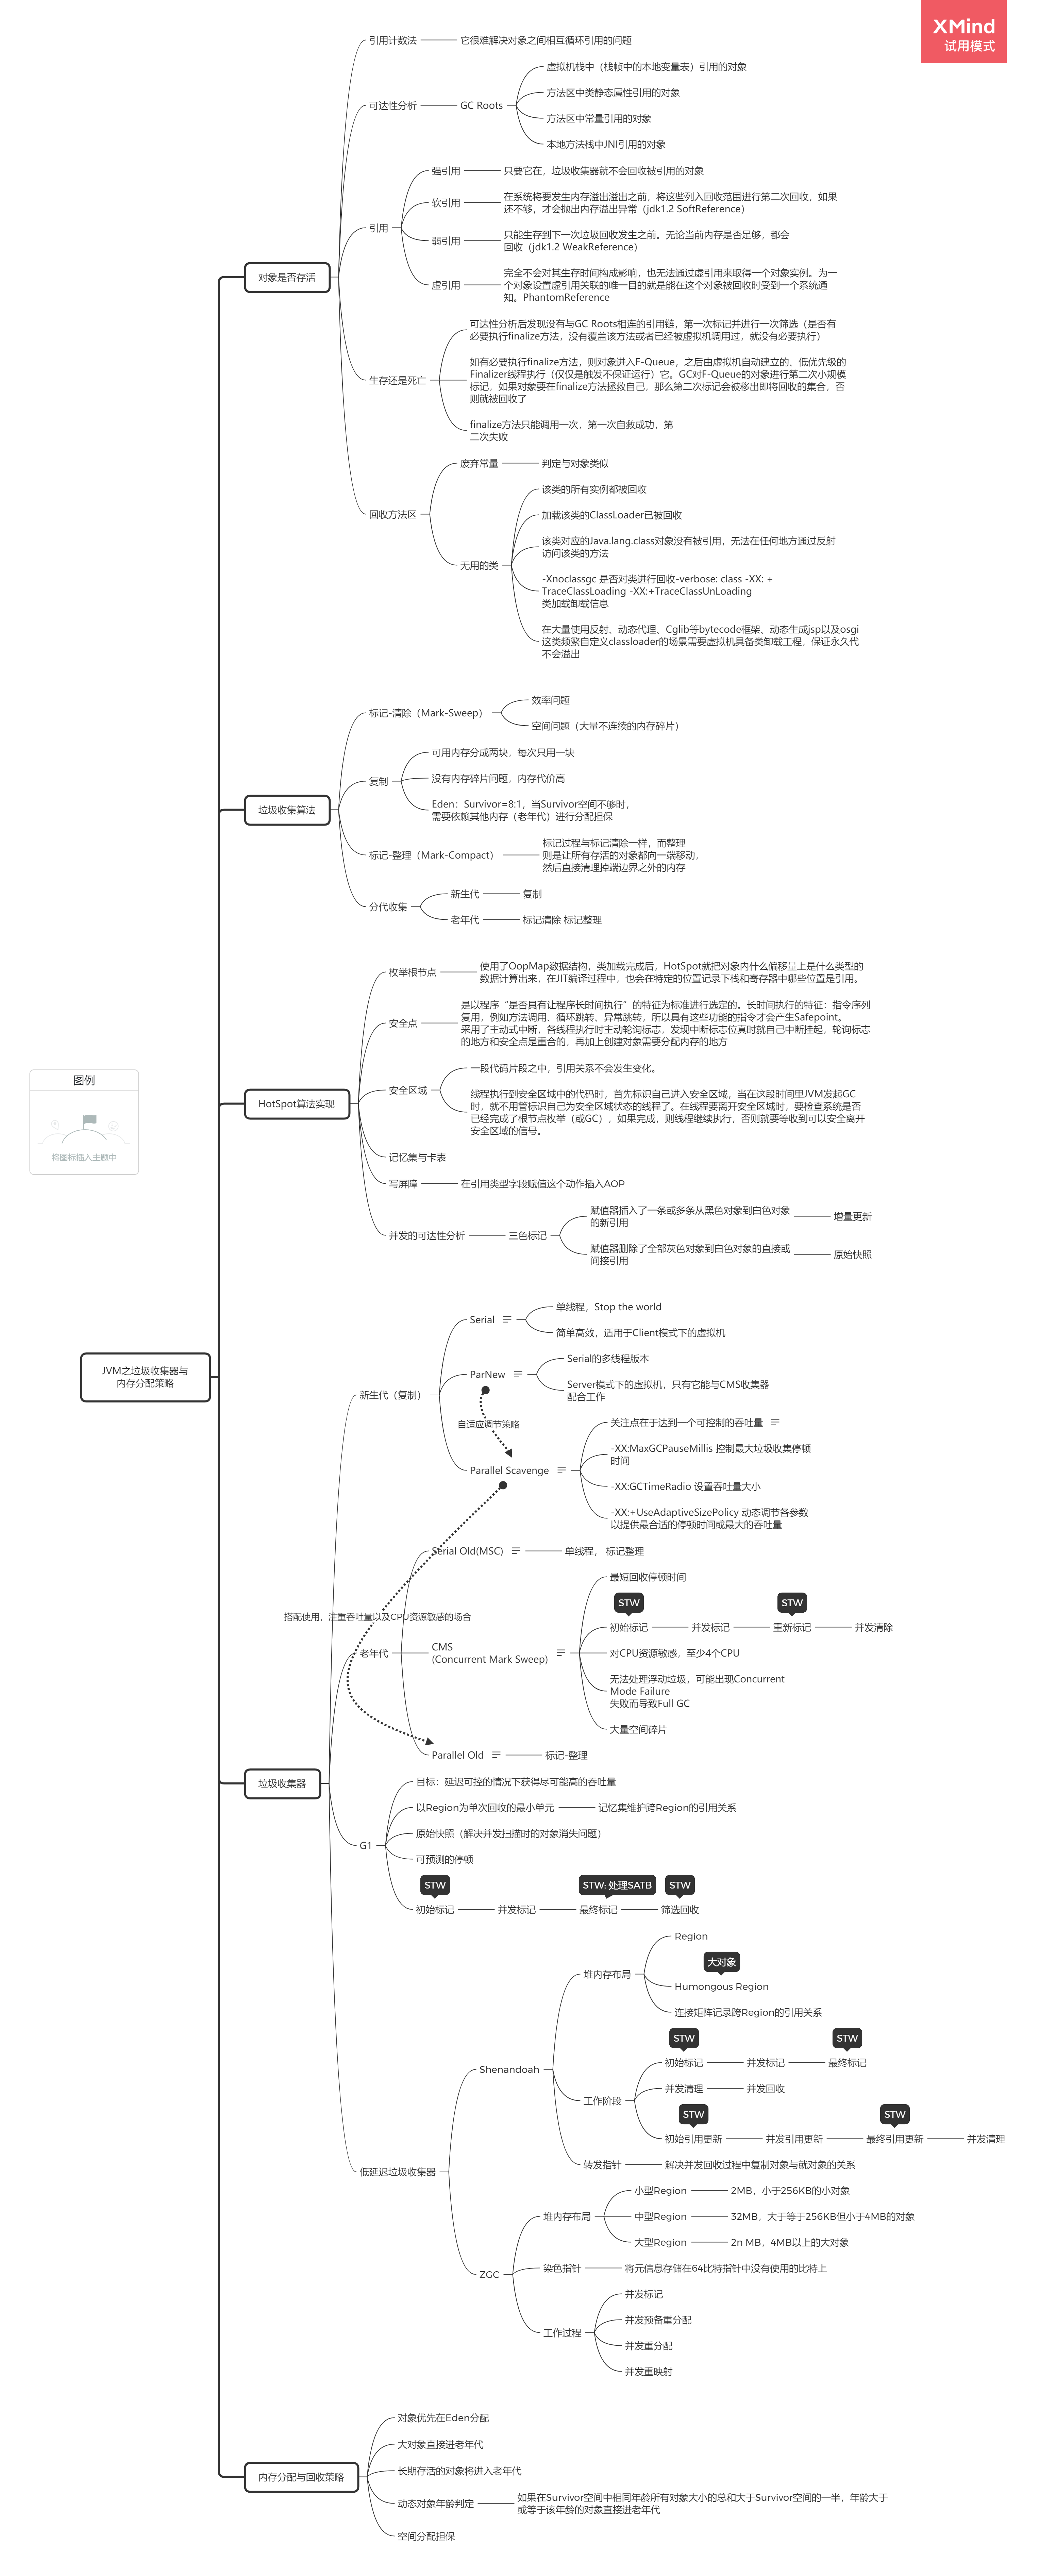 XMind
试用模式
引用计数法
它很难解决对象之间相互循环引用的问题
可达性分析
GC Roots
虚拟机栈中（栈帧中的本地变量表）引用的对象
方法区中类静态属性引用的对象
方法区中常量引用的对象
本地方法栈中JNI引用的对象
引用
强引用
只要它在，垃圾收集器就不会回收被引用的对象
软引用
在系统将要发生内存溢出溢出之前，将这些列入回收范围进行第二次回收，如果
还不够，才会抛出内存溢出异常（jdk1.2 SoftReference）
弱引用
只能生存到下一次垃圾回收发生之前。无论当前内存是否足够，都会
回收（jdk1.2 WeakReference）
虚引用
完全不会对其生存时间构成影响，也无法通过虚引用来取得一个对象实例。为一
个对象设置虚引用关联的唯一目的就是能在这个对象被回收时受到一个系统通
知。PhantomReference
对象是否存活
生存还是死亡
可达性分析后发现没有与GC Roots相连的引用链，第一次标记并进行一次筛选（是否有
必要执行finalize方法，没有覆盖该方法或者已经被虚拟机调用过，就没有必要执行）
如有必要执行finalize方法，则对象进入F-Queue，之后由虚拟机自动建立的、低优先级的
Finalizer线程执行（仅仅是触发不保证运行）它。GC对F-Queue的对象进行第二次小规模
标记，如果对象要在finalize方法拯救自己，那么第二次标记会被移出即将回收的集合，否
则就被回收了
finalize方法只能调用一次，第一次自救成功，第
二次失败
回收方法区
废弃常量
判定与对象类似
无用的类
该类的所有实例都被回收
加载该类的ClassLoader已被回收
该类对应的Java.lang.class对象没有被引用，无法在任何地方通过反射
访问该类的方法
-Xnoclassgc 是否对类进行回收-verbose: class -XX: +
TraceClassLoading -XX:+TraceClassUnLoading
类加载卸载信息
在大量使用反射、动态代理、Cglib等bytecode框架、动态生成jsp以及osgi
这类频繁自定义classloader的场景需要虚拟机具备类卸载工程，保证永久代
不会溢出
垃圾收集算法
标记-清除（Mark-Sweep）
效率问题
空间问题（大量不连续的内存碎片）
复制
可用内存分成两块，每次只用一块
没有内存碎片问题，内存代价高
Eden：Survivor=8:1，当Survivor空间不够时，
需要依赖其他内存（老年代）进行分配担保
标记-整理（Mark-Compact）
标记过程与标记清除一样，而整理
则是让所有存活的对象都向一端移动，
然后直接清理掉端边界之外的内存
分代收集
新生代
复制
老年代
标记清除 标记整理
HotSpot算法实现
枚举根节点
使用了OopMap数据结构，类加载完成后，HotSpot就把对象内什么偏移量上是什么类型的
数据计算出来，在JIT编译过程中，也会在特定的位置记录下栈和寄存器中哪些位置是引用。
安全点
是以程序“是否具有让程序长时间执行”的特征为标准进行选定的。长时间执行的特征：指令序列
复用，例如方法调用、循环跳转、异常跳转，所以具有这些功能的指令才会产生Safepoint。
采用了主动式中断，各线程执行时主动轮询标志，发现中断标志位真时就自己中断挂起，轮询标志
的地方和安全点是重合的，再加上创建对象需要分配内存的地方
安全区域
一段代码片段之中，引用关系不会发生变化。
线程执行到安全区域中的代码时，首先标识自己进入安全区域，当在这段时间里JVM发起GC
时，就不用管标识自己为安全区域状态的线程了。在线程要离开安全区域时，要检查系统是否
已经完成了根节点枚举（或GC），如果完成，则线程继续执行，否则就要等收到可以安全离开
安全区域的信号。
记忆集与卡表
写屏障
在引用类型字段赋值这个动作插入AOP
并发的可达性分析
三色标记
赋值器插入了一条或多条从黑色对象到白色对象
的新引用
增量更新
赋值器删除了全部灰色对象到白色对象的直接或
间接引用
原始快照
图例
将图标插入主题中
JVM之垃圾收集器与
内存分配策略
垃圾收集器
新生代（复制）
Serial
单线程，Stop the world
简单高效，适用于Client模式下的虚拟机
ParNew
Serial的多线程版本
Server模式下的虚拟机，只有它能与CMS收集器
配合工作
自适应调节策略
Parallel Scavenge
关注点在于达到一个可控制的吞吐量
-XX:MaxGCPauseMillis 控制最大垃圾收集停顿
时间
-XX:GCTimeRadio 设置吞吐量大小
-XX:+UseAdaptiveSizePolicy 动态调节各参数
以提供最合适的停顿时间或最大的吞吐量
搭配使用，注重吞吐量以及CPU资源敏感的场合
老年代
Serial Old(MSC)
单线程， 标记整理
CMS
(Concurrent Mark Sweep)
最短回收停顿时间
STW
STW
初始标记
并发标记
重新标记
并发清除
对CPU资源敏感，至少4个CPU
无法处理浮动垃圾，可能出现Concurrent
Mode Failure
失败而导致Full GC
大量空间碎片
Parallel Old
标记-整理
G1
目标：延迟可控的情况下获得尽可能高的吞吐量
以Region为单次回收的最小单元
记忆集维护跨Region的引用关系
原始快照（解决并发扫描时的对象消失问题）
可预测的停顿
STW
STW: 处理SATB
STW
初始标记
并发标记
最终标记
筛选回收
低延迟垃圾收集器
Shenandoah
堆内存布局
Region
大对象
Humongous Region
连接矩阵记录跨Region的引用关系
工作阶段
STW
STW
初始标记
并发标记
最终标记
并发清理
并发回收
STW
STW
初始引用更新
并发引用更新
最终引用更新
并发清理
转发指针
解决并发回收过程中复制对象与就对象的关系
ZGC
堆内存布局
小型Region
2MB，小于256KB的小对象
中型Region
32MB，大于等于256KB但小于4MB的对象
大型Region
2n MB，4MB以上的大对象
染色指针
将元信息存储在64比特指针中没有使用的比特上
工作过程
并发标记
并发预备重分配
并发重分配
并发重映射
内存分配与回收策略
对象优先在Eden分配
大对象直接进老年代
长期存活的对象将进入老年代
动态对象年龄判定
如果在Survivor空间中相同年龄所有对象大小的总和大于Survivor空间的一半，年龄大于
或等于该年龄的对象直接进老年代
空间分配担保